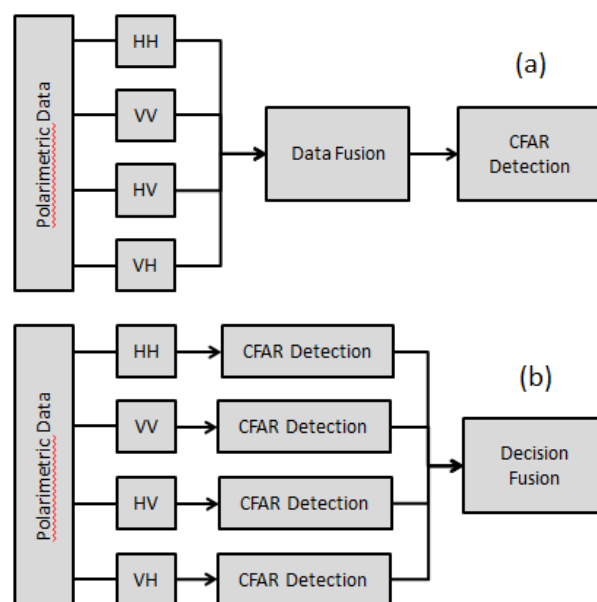 Polarimetric Data
HH
VV
HV
VH
Data Fusion
(a)
CFAR
Detection
Polarimetric Data
HH
CFAR Detection
VV
CFAR Detection
HV
CFAR Detection
VH
CFAR Detection
(b)
Decision
Fusion